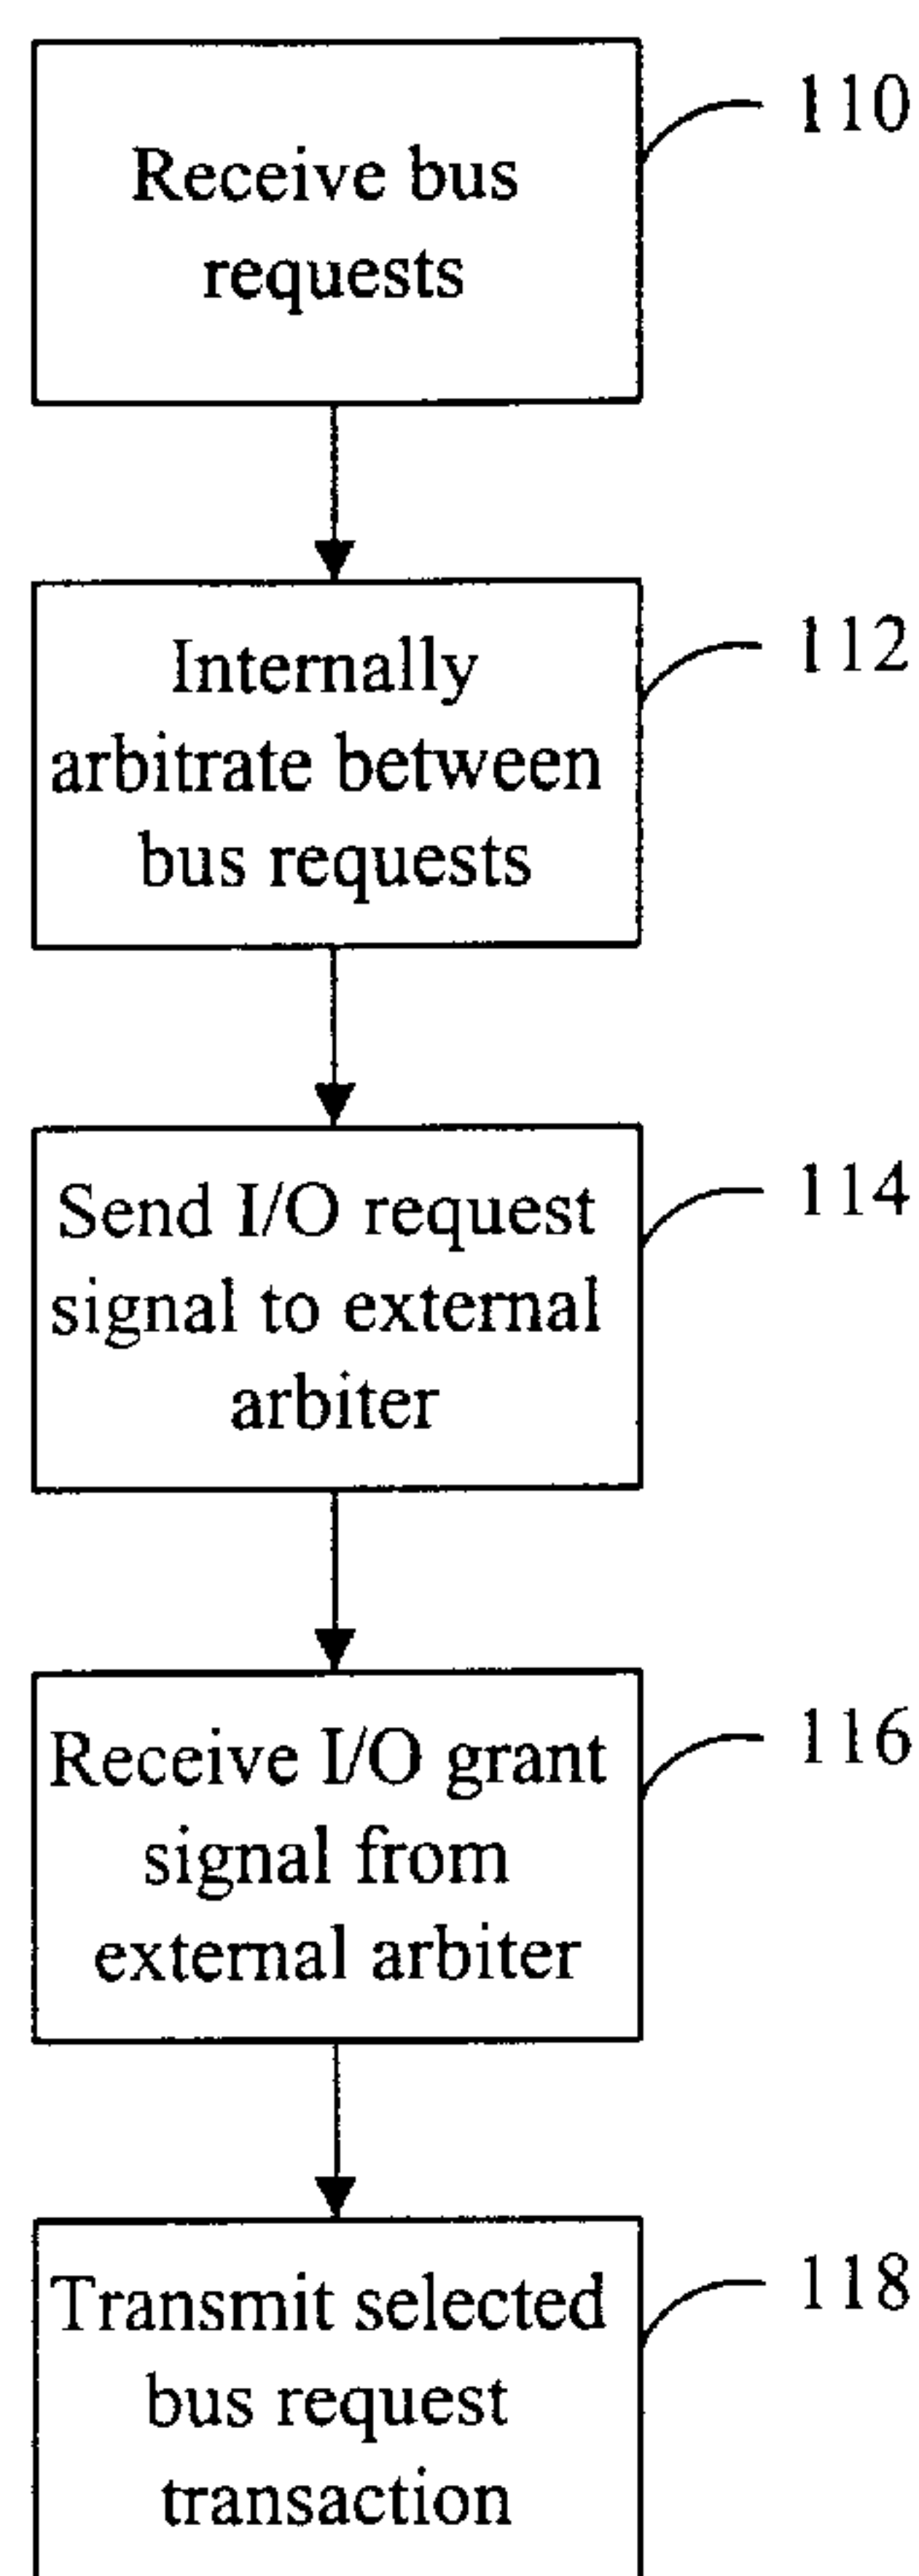 Receive bus
requests
110
Internally
arbitrate between
bus requests
112
Send I/O request
signal to external
arbiter
114
Receive I/O grant
signal from
external arbiter
116
Transmit selected
bus request
transaction
118